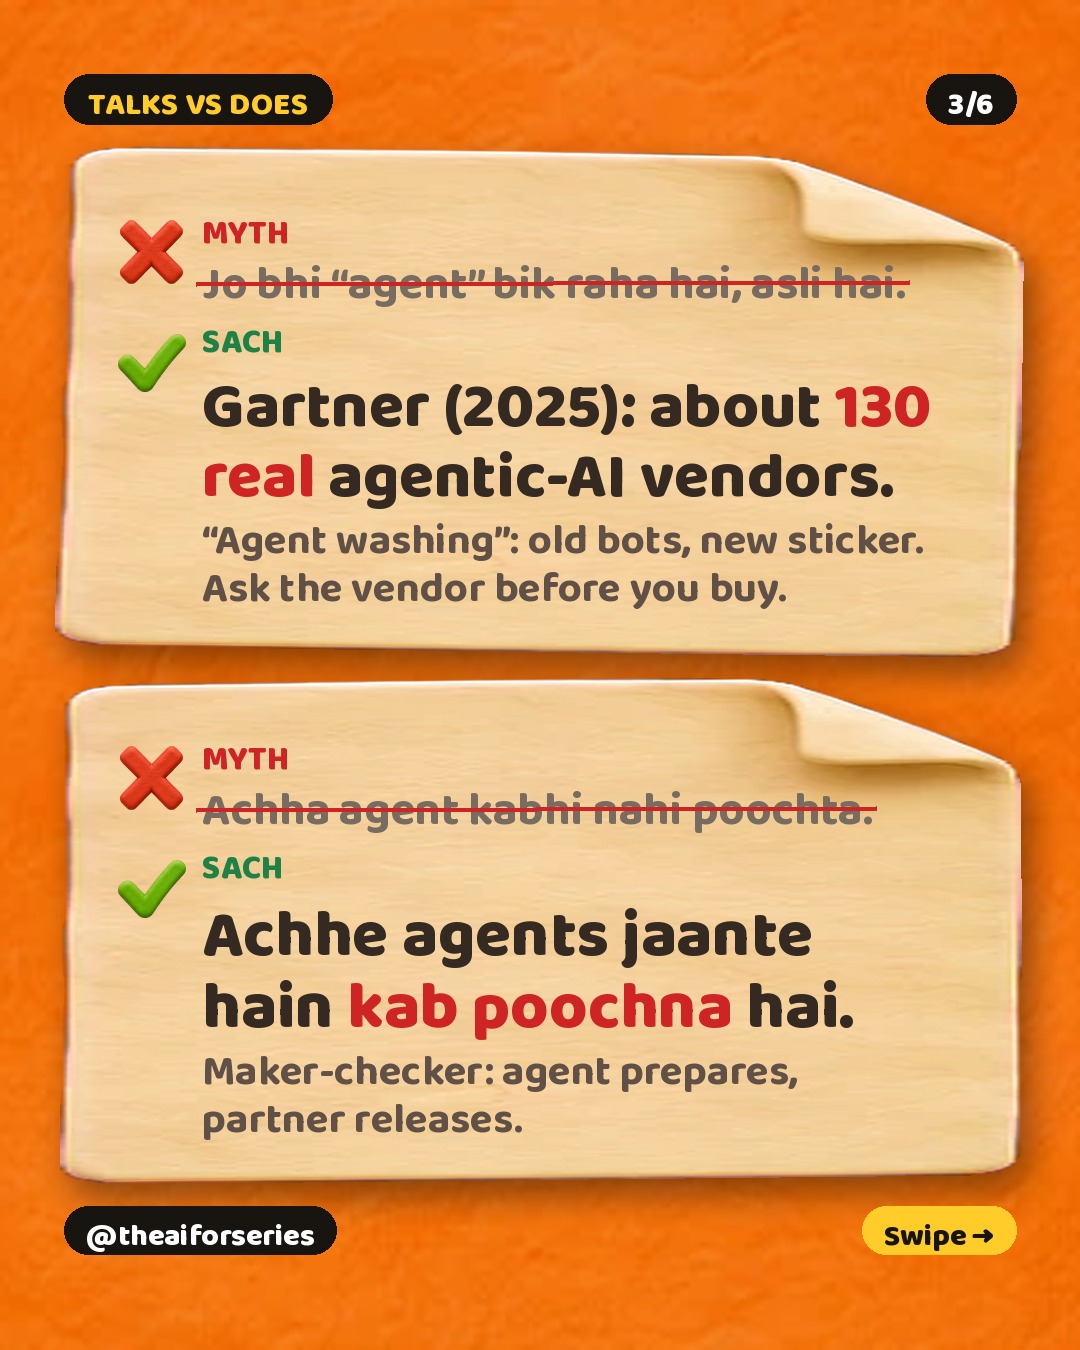 TALKS VS DOES
3/6
MYTH
Jo bhi “agent” bik raha hai, asli hai.
SACH
Gartner (2025): about 130
real agentic-AI vendors.
“Agent washing”: old bots, new sticker.
Ask the vendor before you buy.
MYTH
Achha agent kabhi nahi poochta.
SACH
Achhe agents jaante
hain kab poochna hai.
Maker-checker: agent prepares,
partner releases.
@theaiforseries
Swipe →